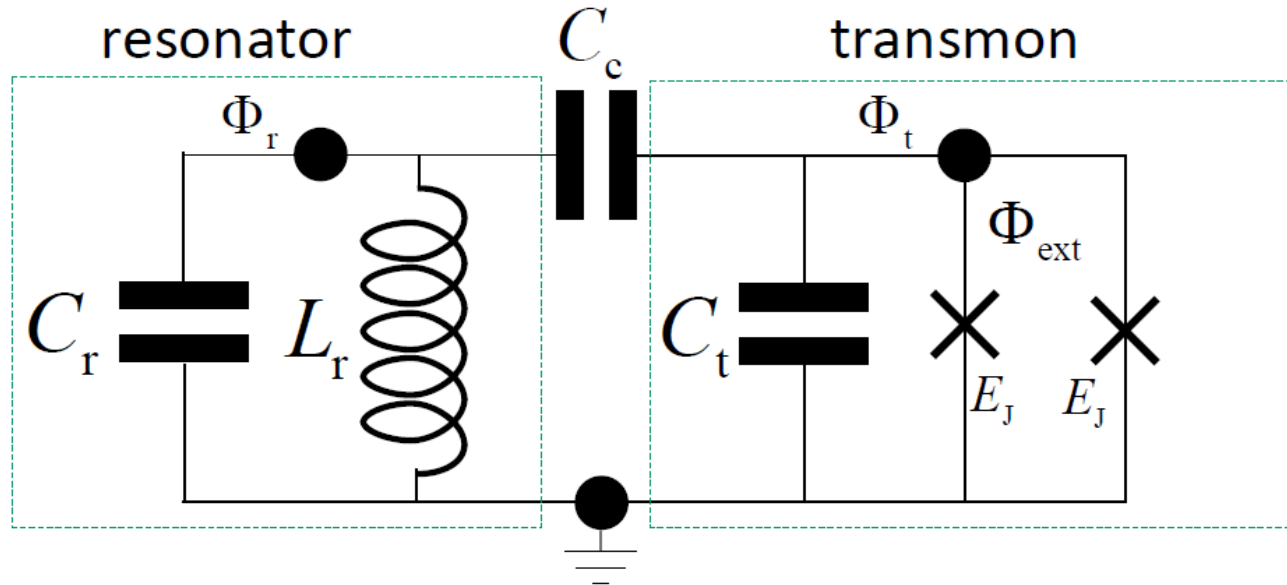 resonator
C_c
transmon
Φ_r
Φ_t
Φ_ext
C_r
L_r
C_t
E_J
E_J